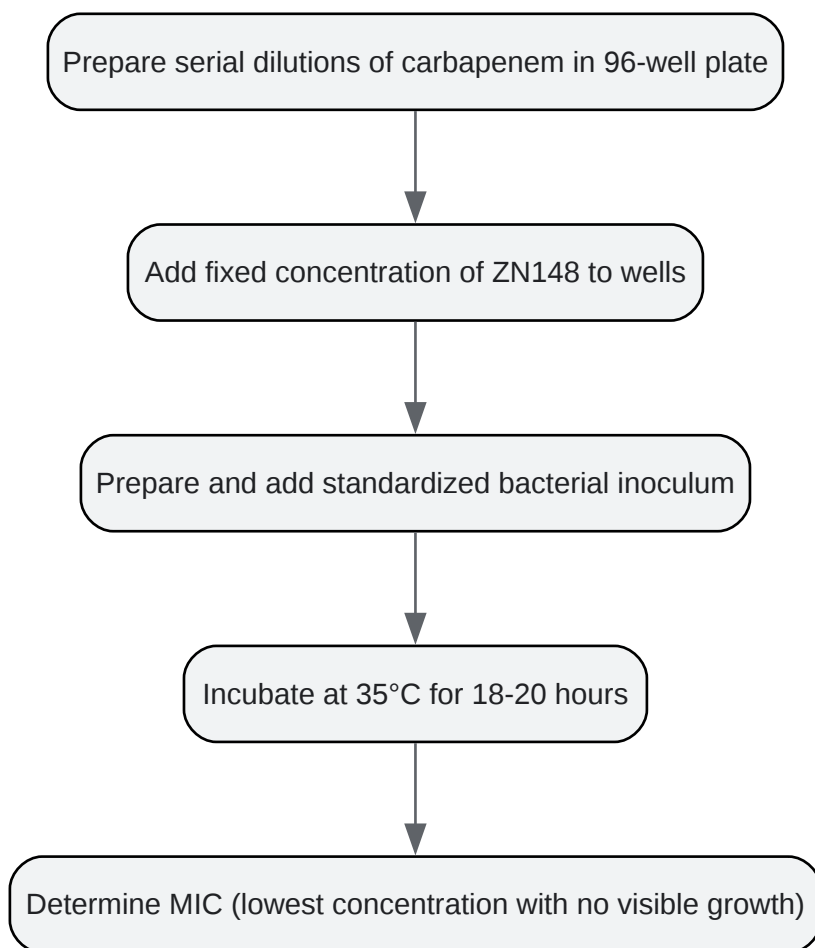 Prepare serial dilutions of carbapenem in 96-well plate
Add fixed concentration of ZN148 to wells
Prepare and add standardized bacterial inoculum
Incubate at 35°C for 18-20 hours
Determine MIC (lowest concentration with no visible growth)